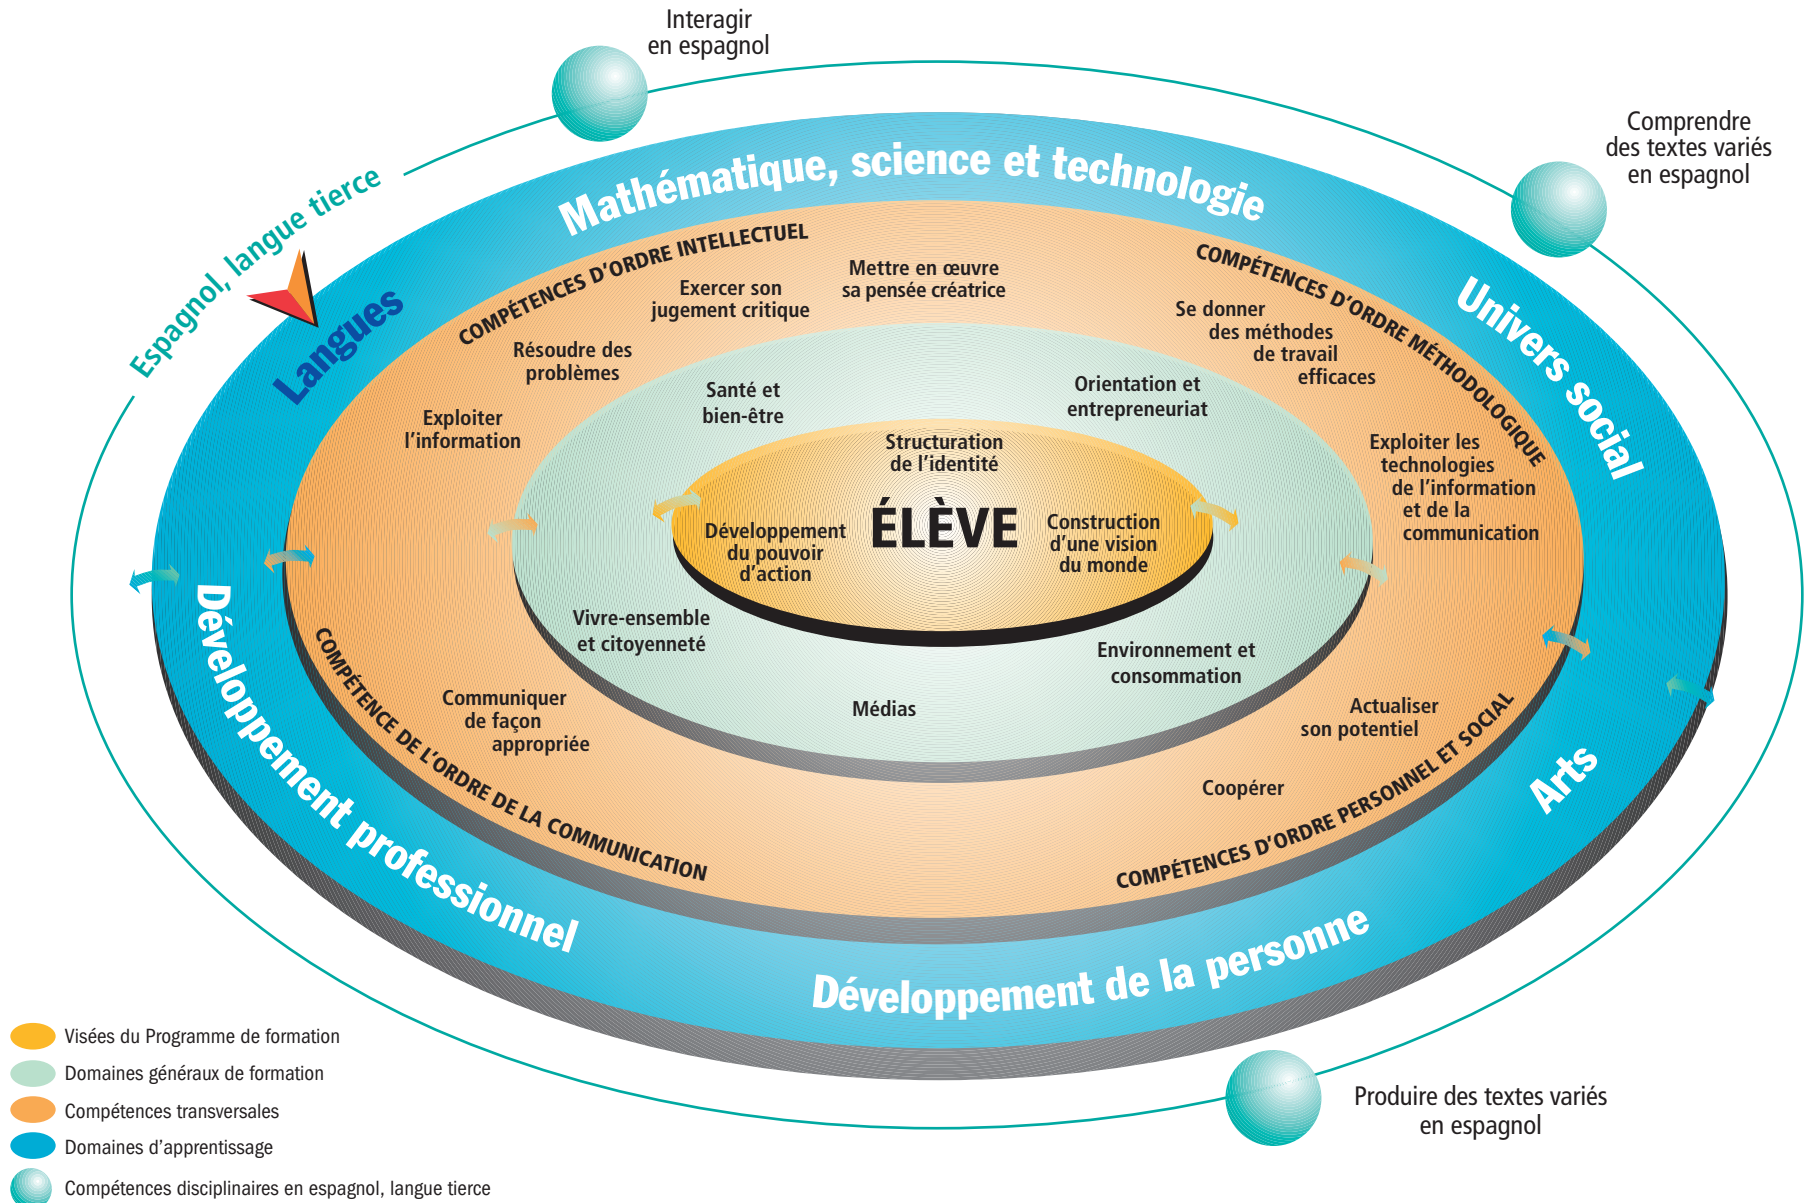 Interagir
en espagnol
Comprendre
des textes variés
en espagnol
Espagnol, langue tierce
Mathématique, science et technologie
Langues
Univers social
COMPÉTENCES D'ORDRE INTELLECTUEL
COMPÉTENCES D'ORDRE MÉTHODOLOGIQUE
Mettre en œuvre
sa pensée créatrice
Exercer son
jugement critique
Résoudre des
problèmes
Exploiter
l'information
Se donner
des méthodes
de travail
efficaces
Exploiter les
technologies
de l'information
et de la
communication
Santé et
bien-être
Orientation et
entrepreneuriat
Structuration
de l'identité
ÉLÈVE
Développement
du pouvoir
d'action
Construction
d'une vision
du monde
Vivre-ensemble
et citoyenneté
Environnement et
consommation
Médias
Communiquer
de façon
appropriée
Actualiser
son potentiel
Coopérer
COMPÉTENCE DE L'ORDRE DE LA COMMUNICATION
COMPÉTENCES D'ORDRE PERSONNEL ET SOCIAL
Développement professionnel
Arts
Développement de la personne
Produire des textes variés
en espagnol
Visées du Programme de formation
Domaines généraux de formation
Compétences transversales
Domaines d'apprentissage
Compétences disciplinaires en espagnol, langue tierce